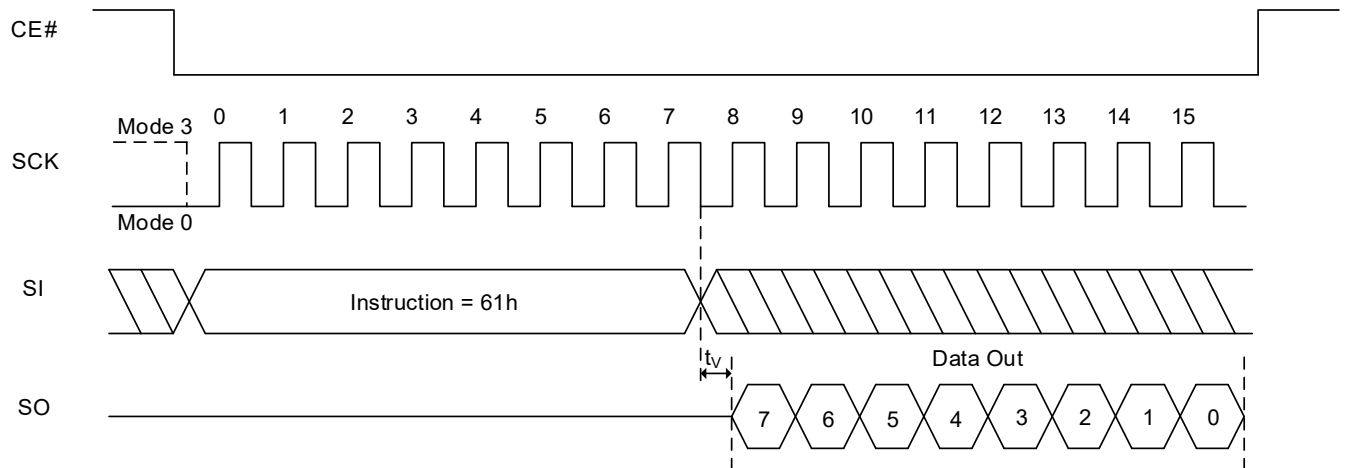 CE#
0 1 2 3 4 5 6 7 8 9 10 11 12 13 14 15
Mode 3
SCK
Mode 0
SI
Instruction = 61h
tV
Data Out
SO
7 6 5 4 3 2 1 0